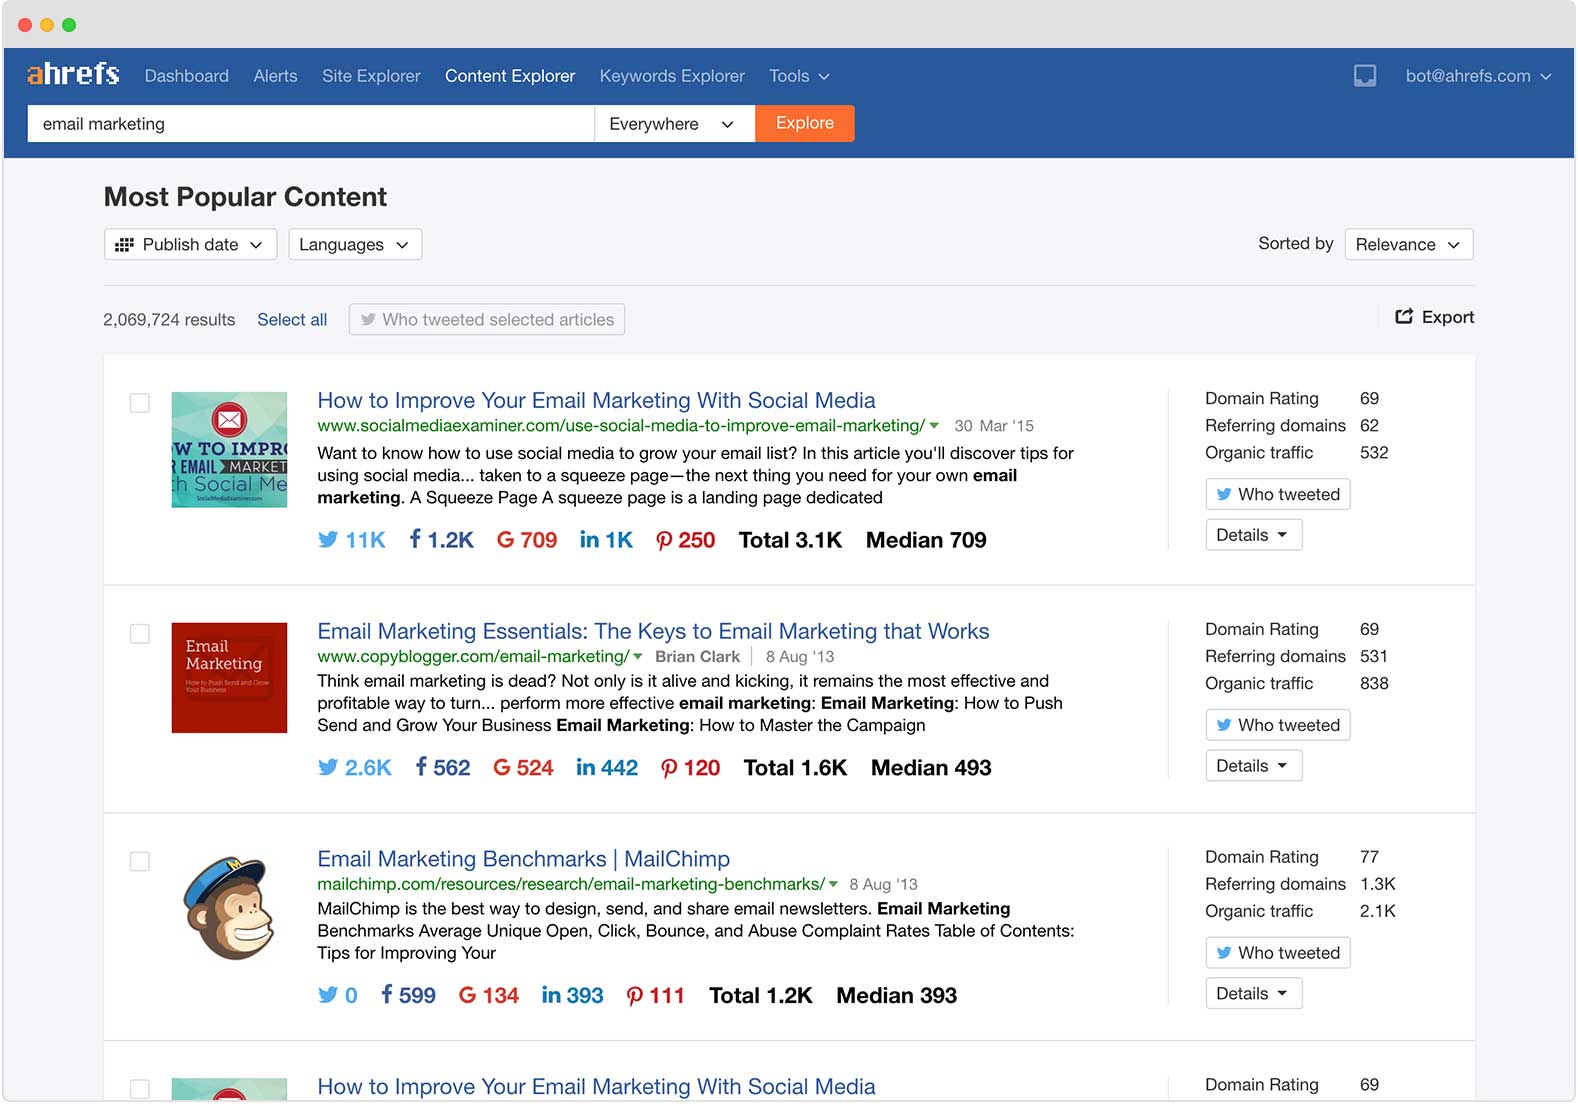 ahrefs Dashboard Alerts Site Explorer Content Explorer Keywords Explorer Tools bot@ahrefs.com
email marketing Everywhere Explore
Most Popular Content
Publish date Languages Sorted by Relevance
2,069,724 results Select all Who tweeted selected articles Export
HOW TO IMPRO
R EMAIL MARKET
th Social Me
SocialMediaExaminer.com
How to Improve Your Email Marketing With Social Media
www.socialmediaexaminer.com/use-social-media-to-improve-email-marketing/ 30 Mar '15
Want to know how to use social media to grow your email list? In this article you'll discover tips for
using social media... taken to a squeeze page—the next thing you need for your own email
marketing. A Squeeze Page A squeeze page is a landing page dedicated
11K 1.2K 709 1K 250 Total 3.1K Median 709
Domain Rating 69
Referring domains 62
Organic traffic 532
Who tweeted
Details
Email
Marketing
How to Push Send and Grow
Your Business
Email Marketing Essentials: The Keys to Email Marketing that Works
www.copyblogger.com/email-marketing/ Brian Clark 8 Aug '13
Think email marketing is dead? Not only is it alive and kicking, it remains the most effective and
profitable way to turn... perform more effective email marketing: Email Marketing: How to Push
Send and Grow Your Business Email Marketing: How to Master the Campaign
2.6K 562 524 442 120 Total 1.6K Median 493
Domain Rating 69
Referring domains 531
Organic traffic 838
Who tweeted
Details
Email Marketing Benchmarks | MailChimp
mailchimp.com/resources/research/email-marketing-benchmarks/ 8 Aug '13
MailChimp is the best way to design, send, and share email newsletters. Email Marketing
Benchmarks Average Unique Open, Click, Bounce, and Abuse Complaint Rates Table of Contents:
Tips for Improving Your
0 599 134 393 111 Total 1.2K Median 393
Domain Rating 77
Referring domains 1.3K
Organic traffic 2.1K
Who tweeted
Details
How to Improve Your Email Marketing With Social Media
Domain Rating 69